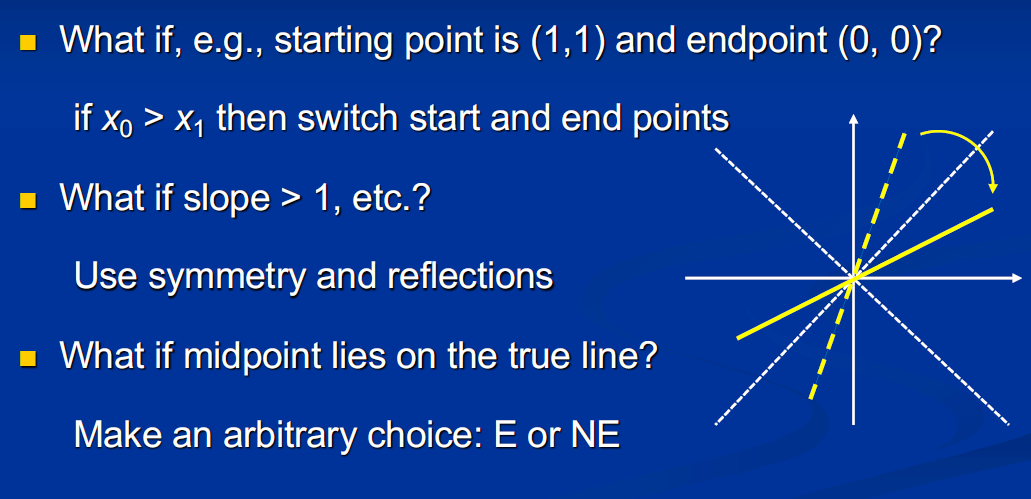 What if, e.g., starting point is (1,1) and endpoint (0, 0)?
if x₀ > x₁ then switch start and end points
What if slope > 1, etc.?
Use symmetry and reflections
What if midpoint lies on the true line?
Make an arbitrary choice: E or NE